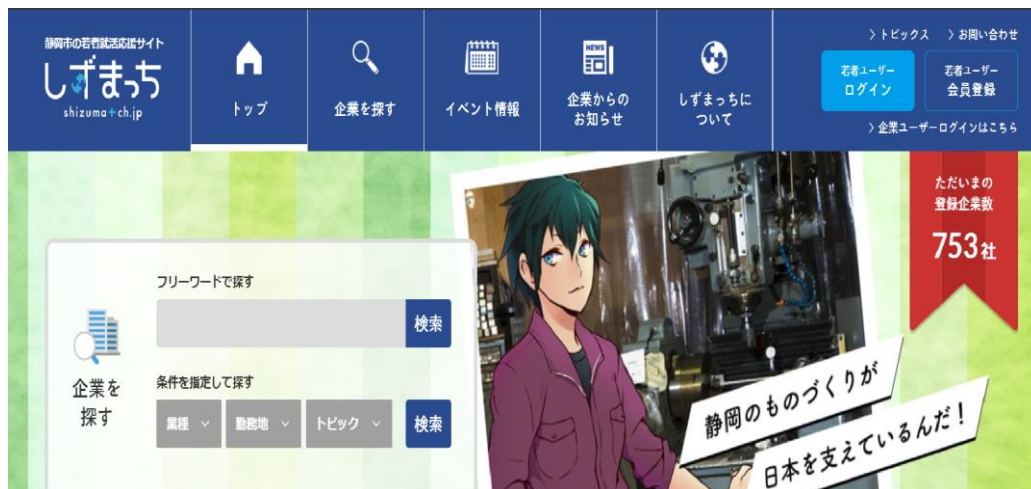 静岡市の若者就活応援サイト
しずまっち
shizuma+ch.jp
トップ
企業を探す
イベント情報
NEWS
企業からの
お知らせ
しずまっちに
ついて
〉トピックス 〉お問い合わせ
若者ユーザー
ログイン
若者ユーザー
会員登録
〉企業ユーザーログインはこちら
ただいまの
登録企業数
753社
企業を
探す
フリーワードで探す
検索
条件を指定して探す
業種
勤務地
トピック
検索
静岡のものづくりが
日本を支えているんだ!